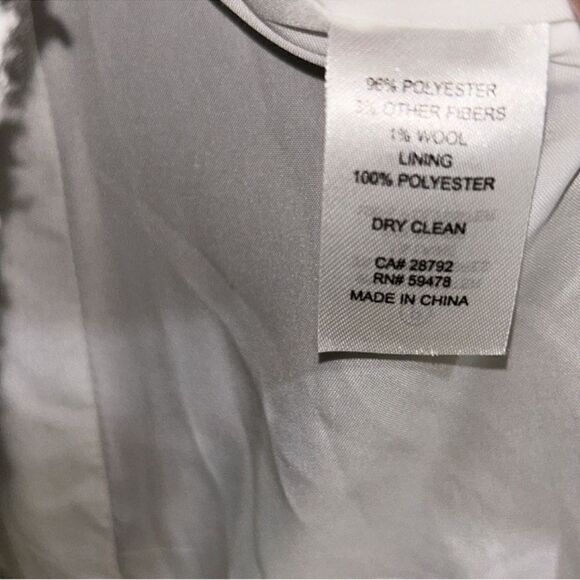 96% POLYESTER
3% OTHER FIBERS
1% WOOL
LINING
100% POLYESTER
DRY CLEAN
CA# 28792
RN# 59478
MADE IN CHINA